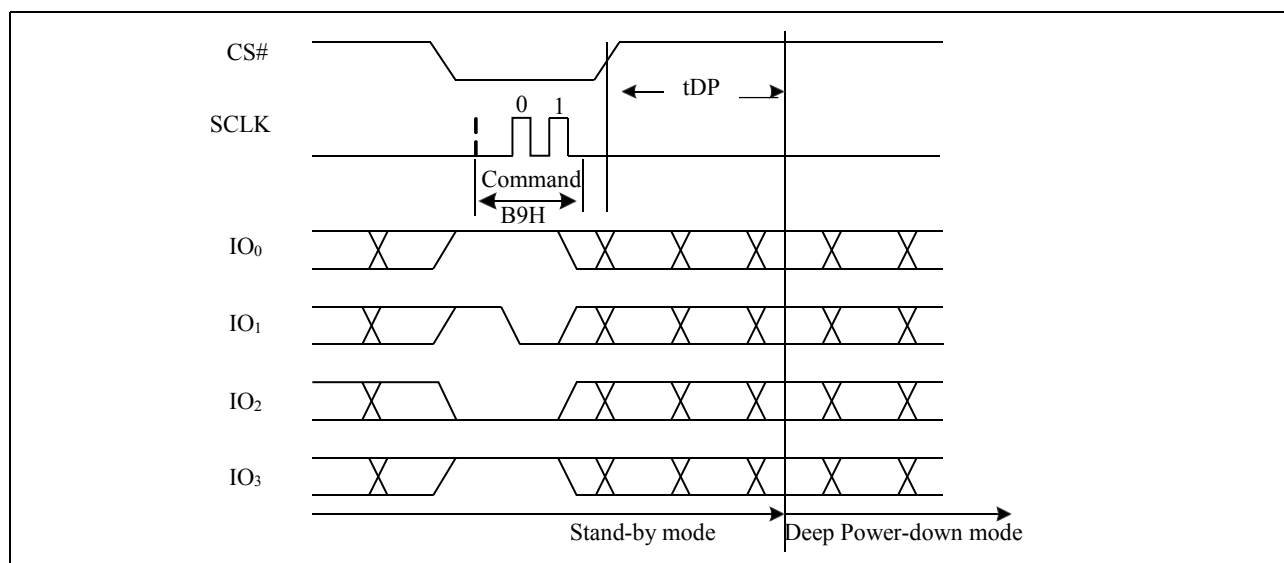 CS#
tDP
0 1
SCLK
Command
B9H
IO₀
IO₁
IO₂
IO₃
Stand-by mode Deep Power-down mode